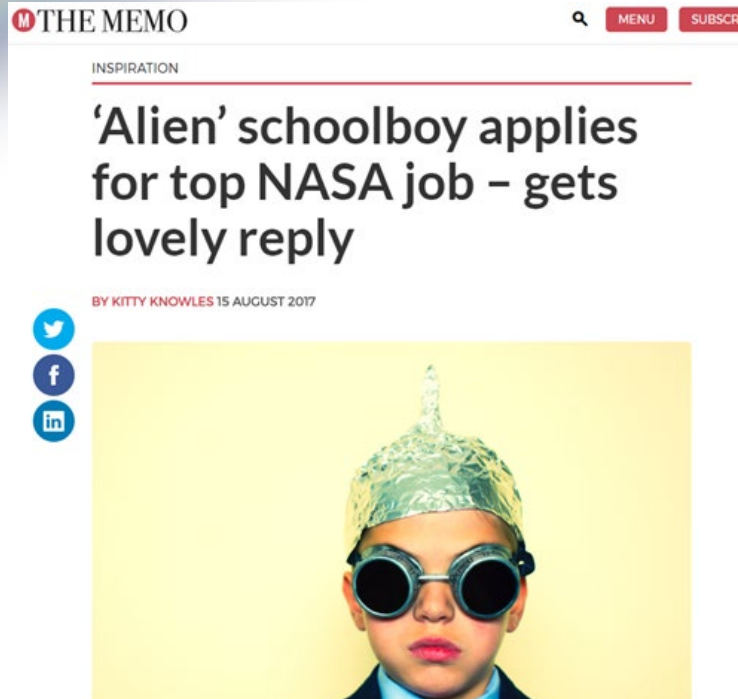 M THE MEMO
MENU
SUBSCR
INSPIRATION
‘Alien’ schoolboy applies
for top NASA job – gets
lovely reply
BY KITTY KNOWLES 15 AUGUST 2017
f
in